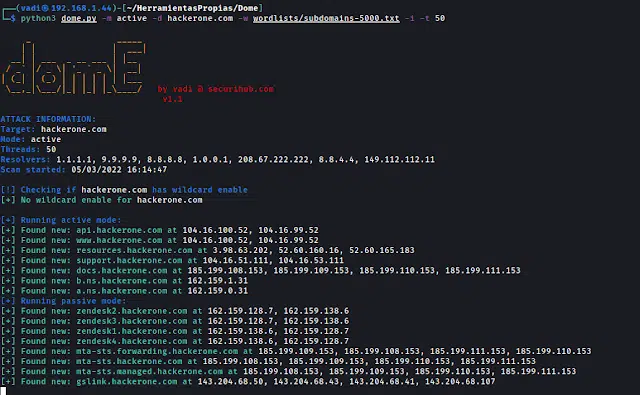 ┌──(vadi㉿192.168.1.44)-[~/HerramientasPropias/Dome]
└─$ python3 dome.py -m active -d hackerone.com -w wordlists/subdomains-5000.txt -i -t 50
domE
by vadi @ securihub.com
v1.1
ATTACK INFORMATION:
Target: hackerone.com
Mode: active
Threads: 50
Resolvers: 1.1.1.1, 9.9.9.9, 8.8.8.8, 1.0.0.1, 208.67.222.222, 8.8.4.4, 149.112.112.11
Scan started: 05/03/2022 16:14:47
[!] Checking if hackerone.com has wildcard enable
[+] No wildcard enable for hackerone.com
[+] Running active mode:
[+] Found new: api.hackerone.com at 104.16.100.52, 104.16.99.52
[+] Found new: www.hackerone.com at 104.16.100.52, 104.16.99.52
[+] Found new: resources.hackerone.com at 3.98.63.202, 52.60.160.16, 52.60.165.183
[+] Found new: support.hackerone.com at 104.16.51.111, 104.16.53.111
[+] Found new: docs.hackerone.com at 185.199.108.153, 185.199.109.153, 185.199.110.153, 185.199.111.153
[+] Found new: b.ns.hackerone.com at 162.159.1.31
[+] Found new: a.ns.hackerone.com at 162.159.0.31
[+] Running passive mode:
[+] Found new: zendesk2.hackerone.com at 162.159.128.7, 162.159.138.6
[+] Found new: zendesk3.hackerone.com at 162.159.128.7, 162.159.138.6
[+] Found new: zendesk1.hackerone.com at 162.159.138.6, 162.159.128.7
[+] Found new: zendesk4.hackerone.com at 162.159.138.6, 162.159.128.7
[+] Found new: mta-sts.forwarding.hackerone.com at 185.199.109.153, 185.199.108.153, 185.199.111.153, 185.199.110.153
[+] Found new: mta-sts.hackerone.com at 185.199.108.153, 185.199.109.153, 185.199.110.153, 185.199.111.153
[+] Found new: mta-sts.managed.hackerone.com at 185.199.108.153, 185.199.109.153, 185.199.110.153, 185.199.111.153
[+] Found new: gslink.hackerone.com at 143.204.68.50, 143.204.68.43, 143.204.68.41, 143.204.68.107